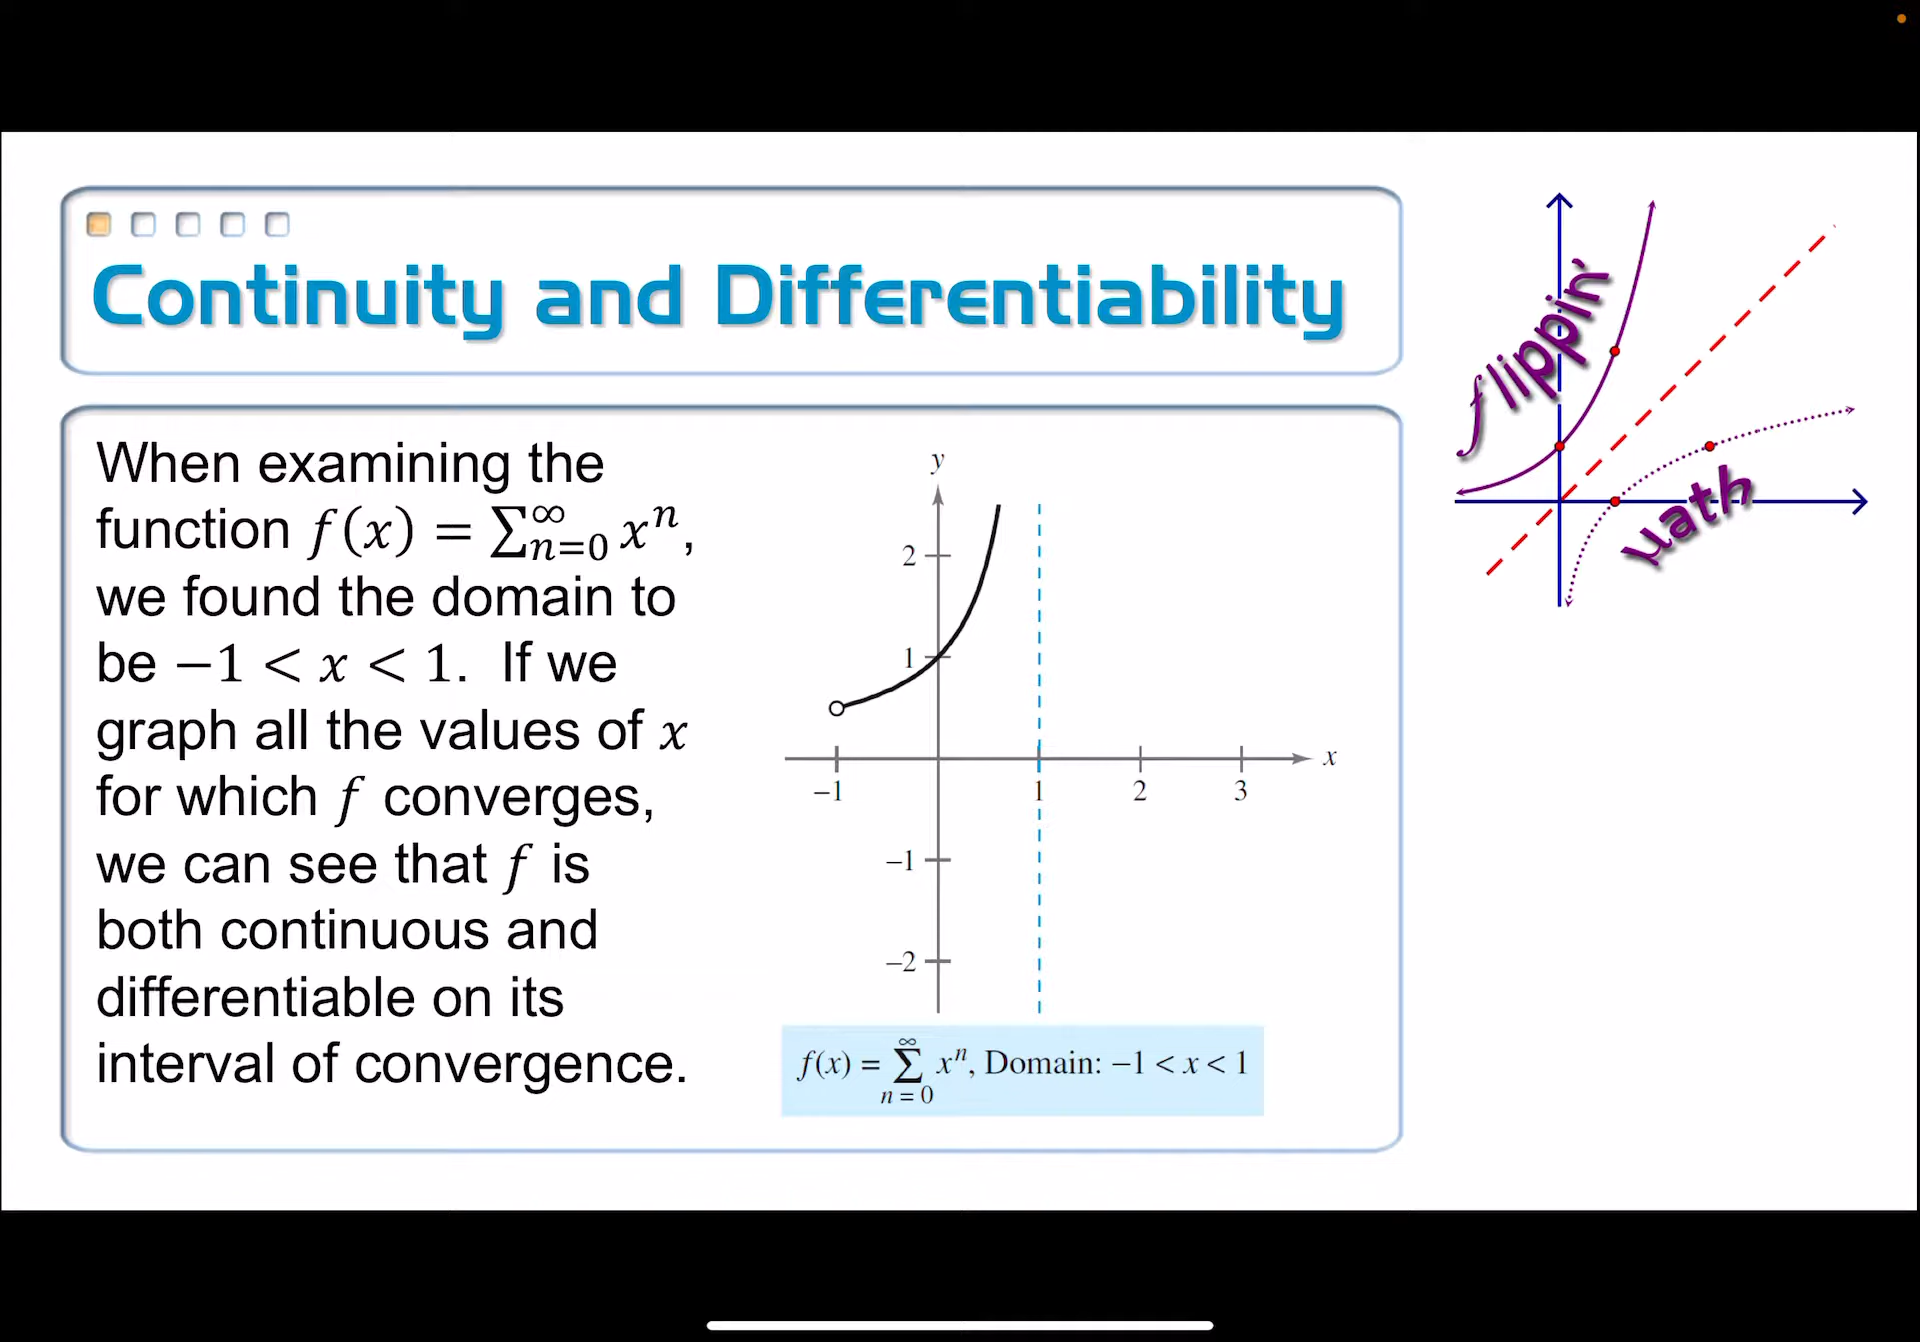 Continuity and Differentiability
flippin'
math
When examining the
function f(x) = ∑_{n=0}^{∞} xⁿ,
we found the domain to
be −1 < x < 1. If we
graph all the values of x
for which f converges,
we can see that f is
both continuous and
differentiable on its
interval of convergence.
y
2
1
x
−1 1 2 3
−1
−2
f(x) = ∑_{n = 0}^{∞} xⁿ, Domain: −1 < x < 1